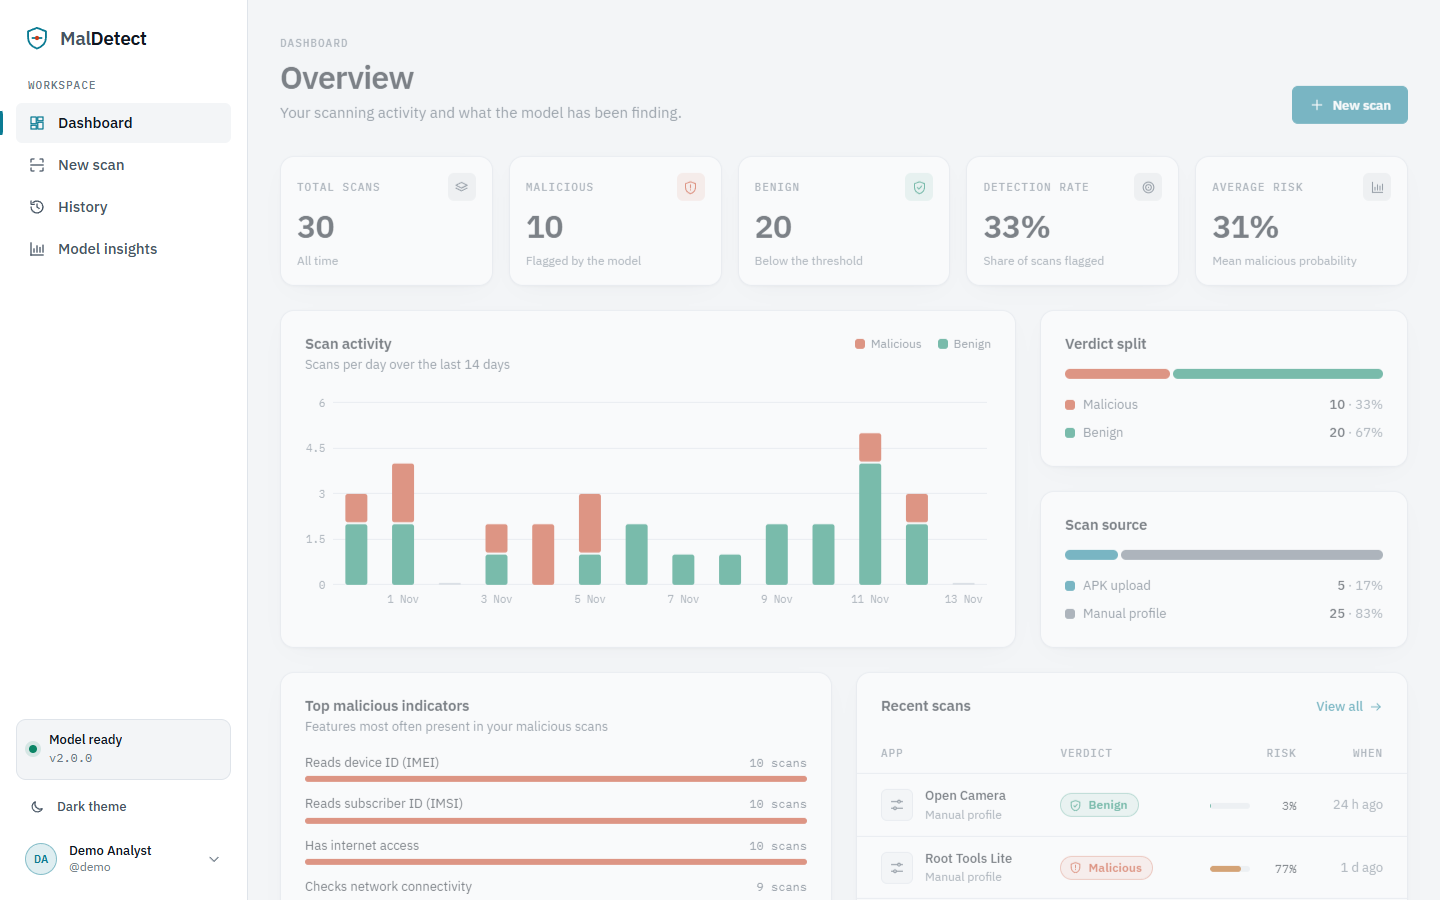 MalDetect
WORKSPACE
Dashboard
New scan
History
Model insights
Model ready
v2.0.0
Dark theme
DA
Demo Analyst
@demo
DASHBOARD
Overview
Your scanning activity and what the model has been finding.
New scan
TOTAL SCANS
30
All time
MALICIOUS
10
Flagged by the model
BENIGN
20
Below the threshold
DETECTION RATE
33%
Share of scans flagged
AVERAGE RISK
31%
Mean malicious probability
Scan activity
Scans per day over the last 14 days
Malicious
Benign
6
4.5
3
1.5
0
1 Nov
3 Nov
5 Nov
7 Nov
9 Nov
11 Nov
13 Nov
Verdict split
Malicious 10 · 33%
Benign 20 · 67%
Scan source
APK upload 5 · 17%
Manual profile 25 · 83%
Top malicious indicators
Features most often present in your malicious scans
Reads device ID (IMEI) 10 scans
Reads subscriber ID (IMSI) 10 scans
Has internet access 10 scans
Checks network connectivity 9 scans
Recent scans
View all
APP VERDICT RISK WHEN
Open Camera
Manual profile
Benign
3%
24 h ago
Root Tools Lite
Manual profile
Malicious
77%
1 d ago